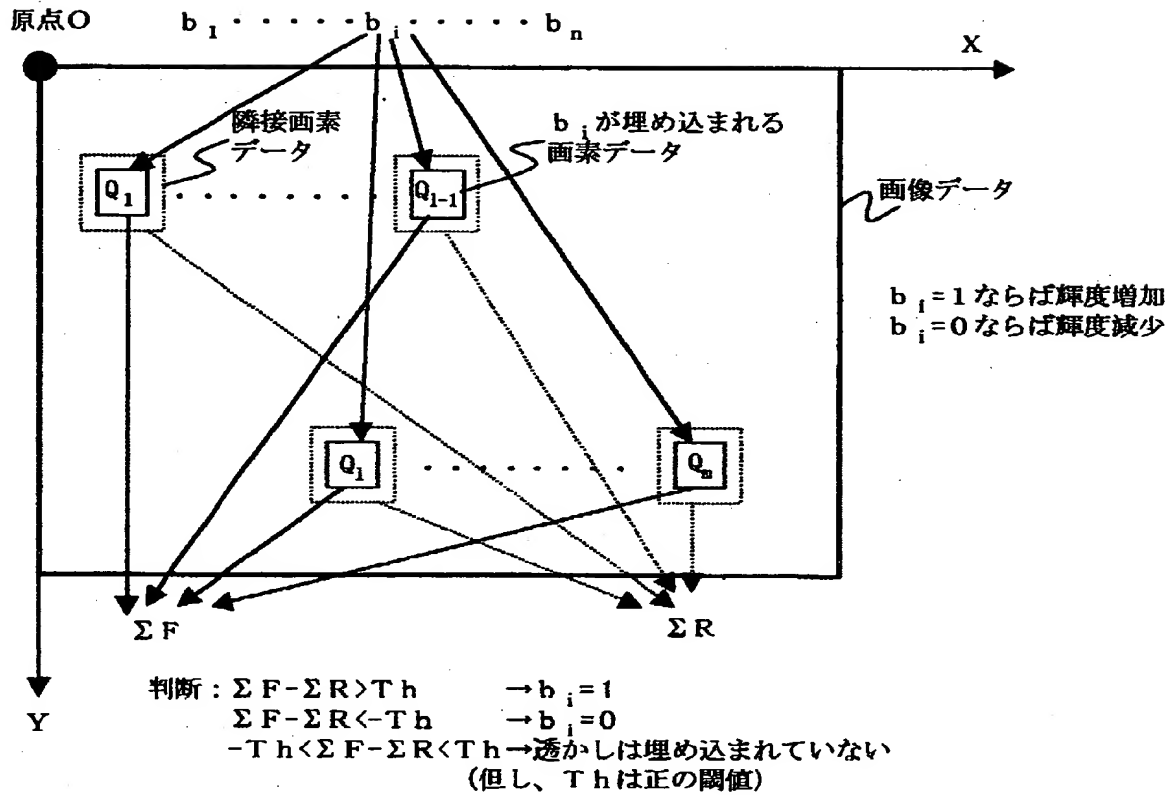 原点O b₁・・・・・・bᵢ・・・・・・bₙ
X
隣接画素
データ
bᵢが埋め込まれる
画素データ
画像データ
Q₁ ・・・・・・・・・・ Q₁₋₁
bᵢ=1ならば輝度増加
bᵢ=0ならば輝度減少
Q₁ ・・・・・・・・ Qₘ
ΣF ΣR
Y
判断：ΣF-ΣR>Th →bᵢ=1
ΣF-ΣR<-Th →bᵢ=0
-Th<ΣF-ΣR<Th→透かしは埋め込まれていない
(但し、Thは正の閾値)